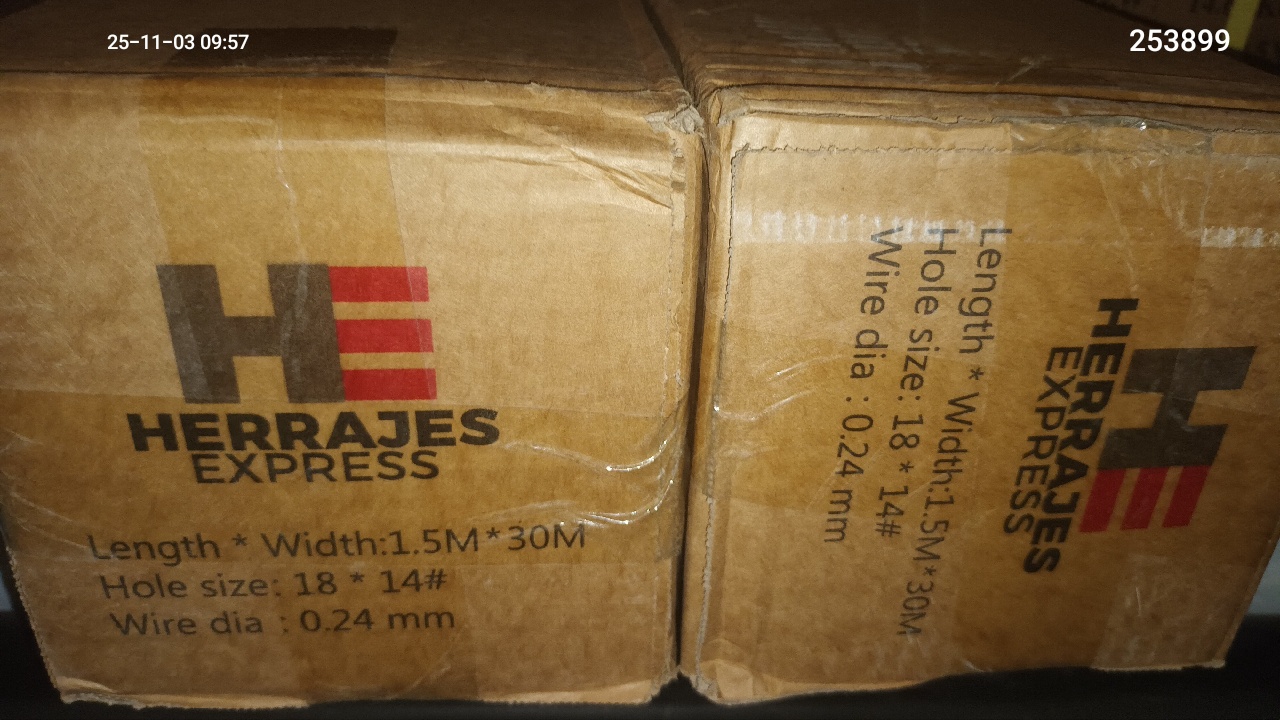 25-11-03 09:57
253899
HE
HERRAJES
EXPRESS
Length * Width:1.5M*30M
Hole size: 18 * 14#
Wire dia : 0.24 mm
HE
HERRAJES
EXPRESS
Length * Width:1.5M*30M
Hole size: 18 * 14#
Wire dia : 0.24 mm